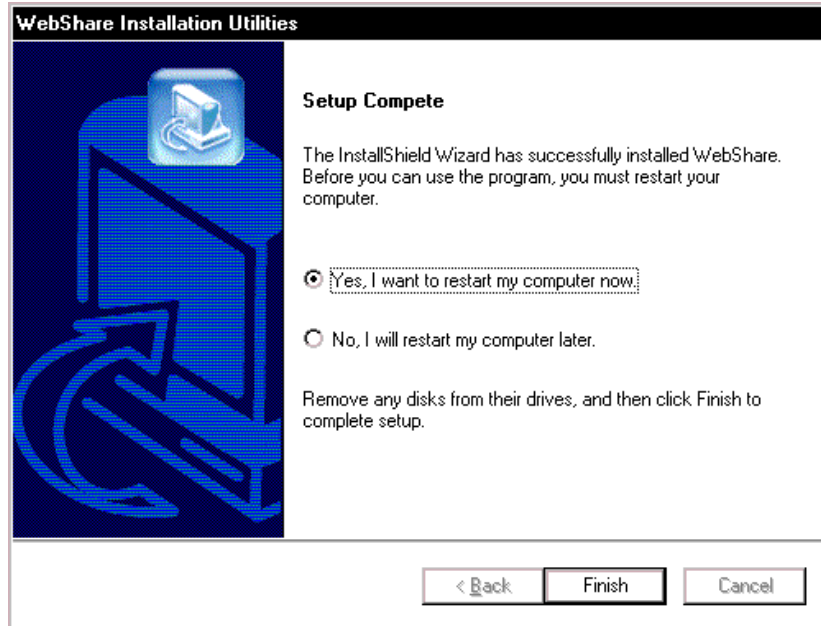 WebShare Installation Utilities
Setup Compete
The InstallShield Wizard has successfully installed WebShare.
Before you can use the program, you must restart your
computer.
Yes, I want to restart my computer now.
No, I will restart my computer later.
Remove any disks from their drives, and then click Finish to
complete setup.
< Back Finish Cancel